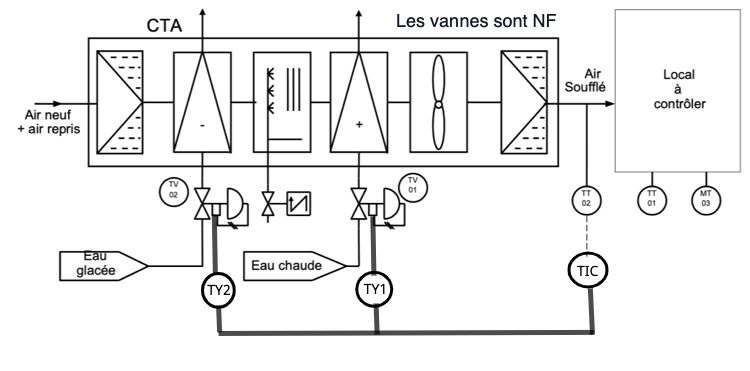 CTA
Les vannes sont NF
Air neuf
+ air repris
-
+
Air
Soufflé
Local
à
contrôler
TV
02
TV
01
TT
02
TT
01
MT
03
Eau
glacée
Eau chaude
TY2
TY1
TIC